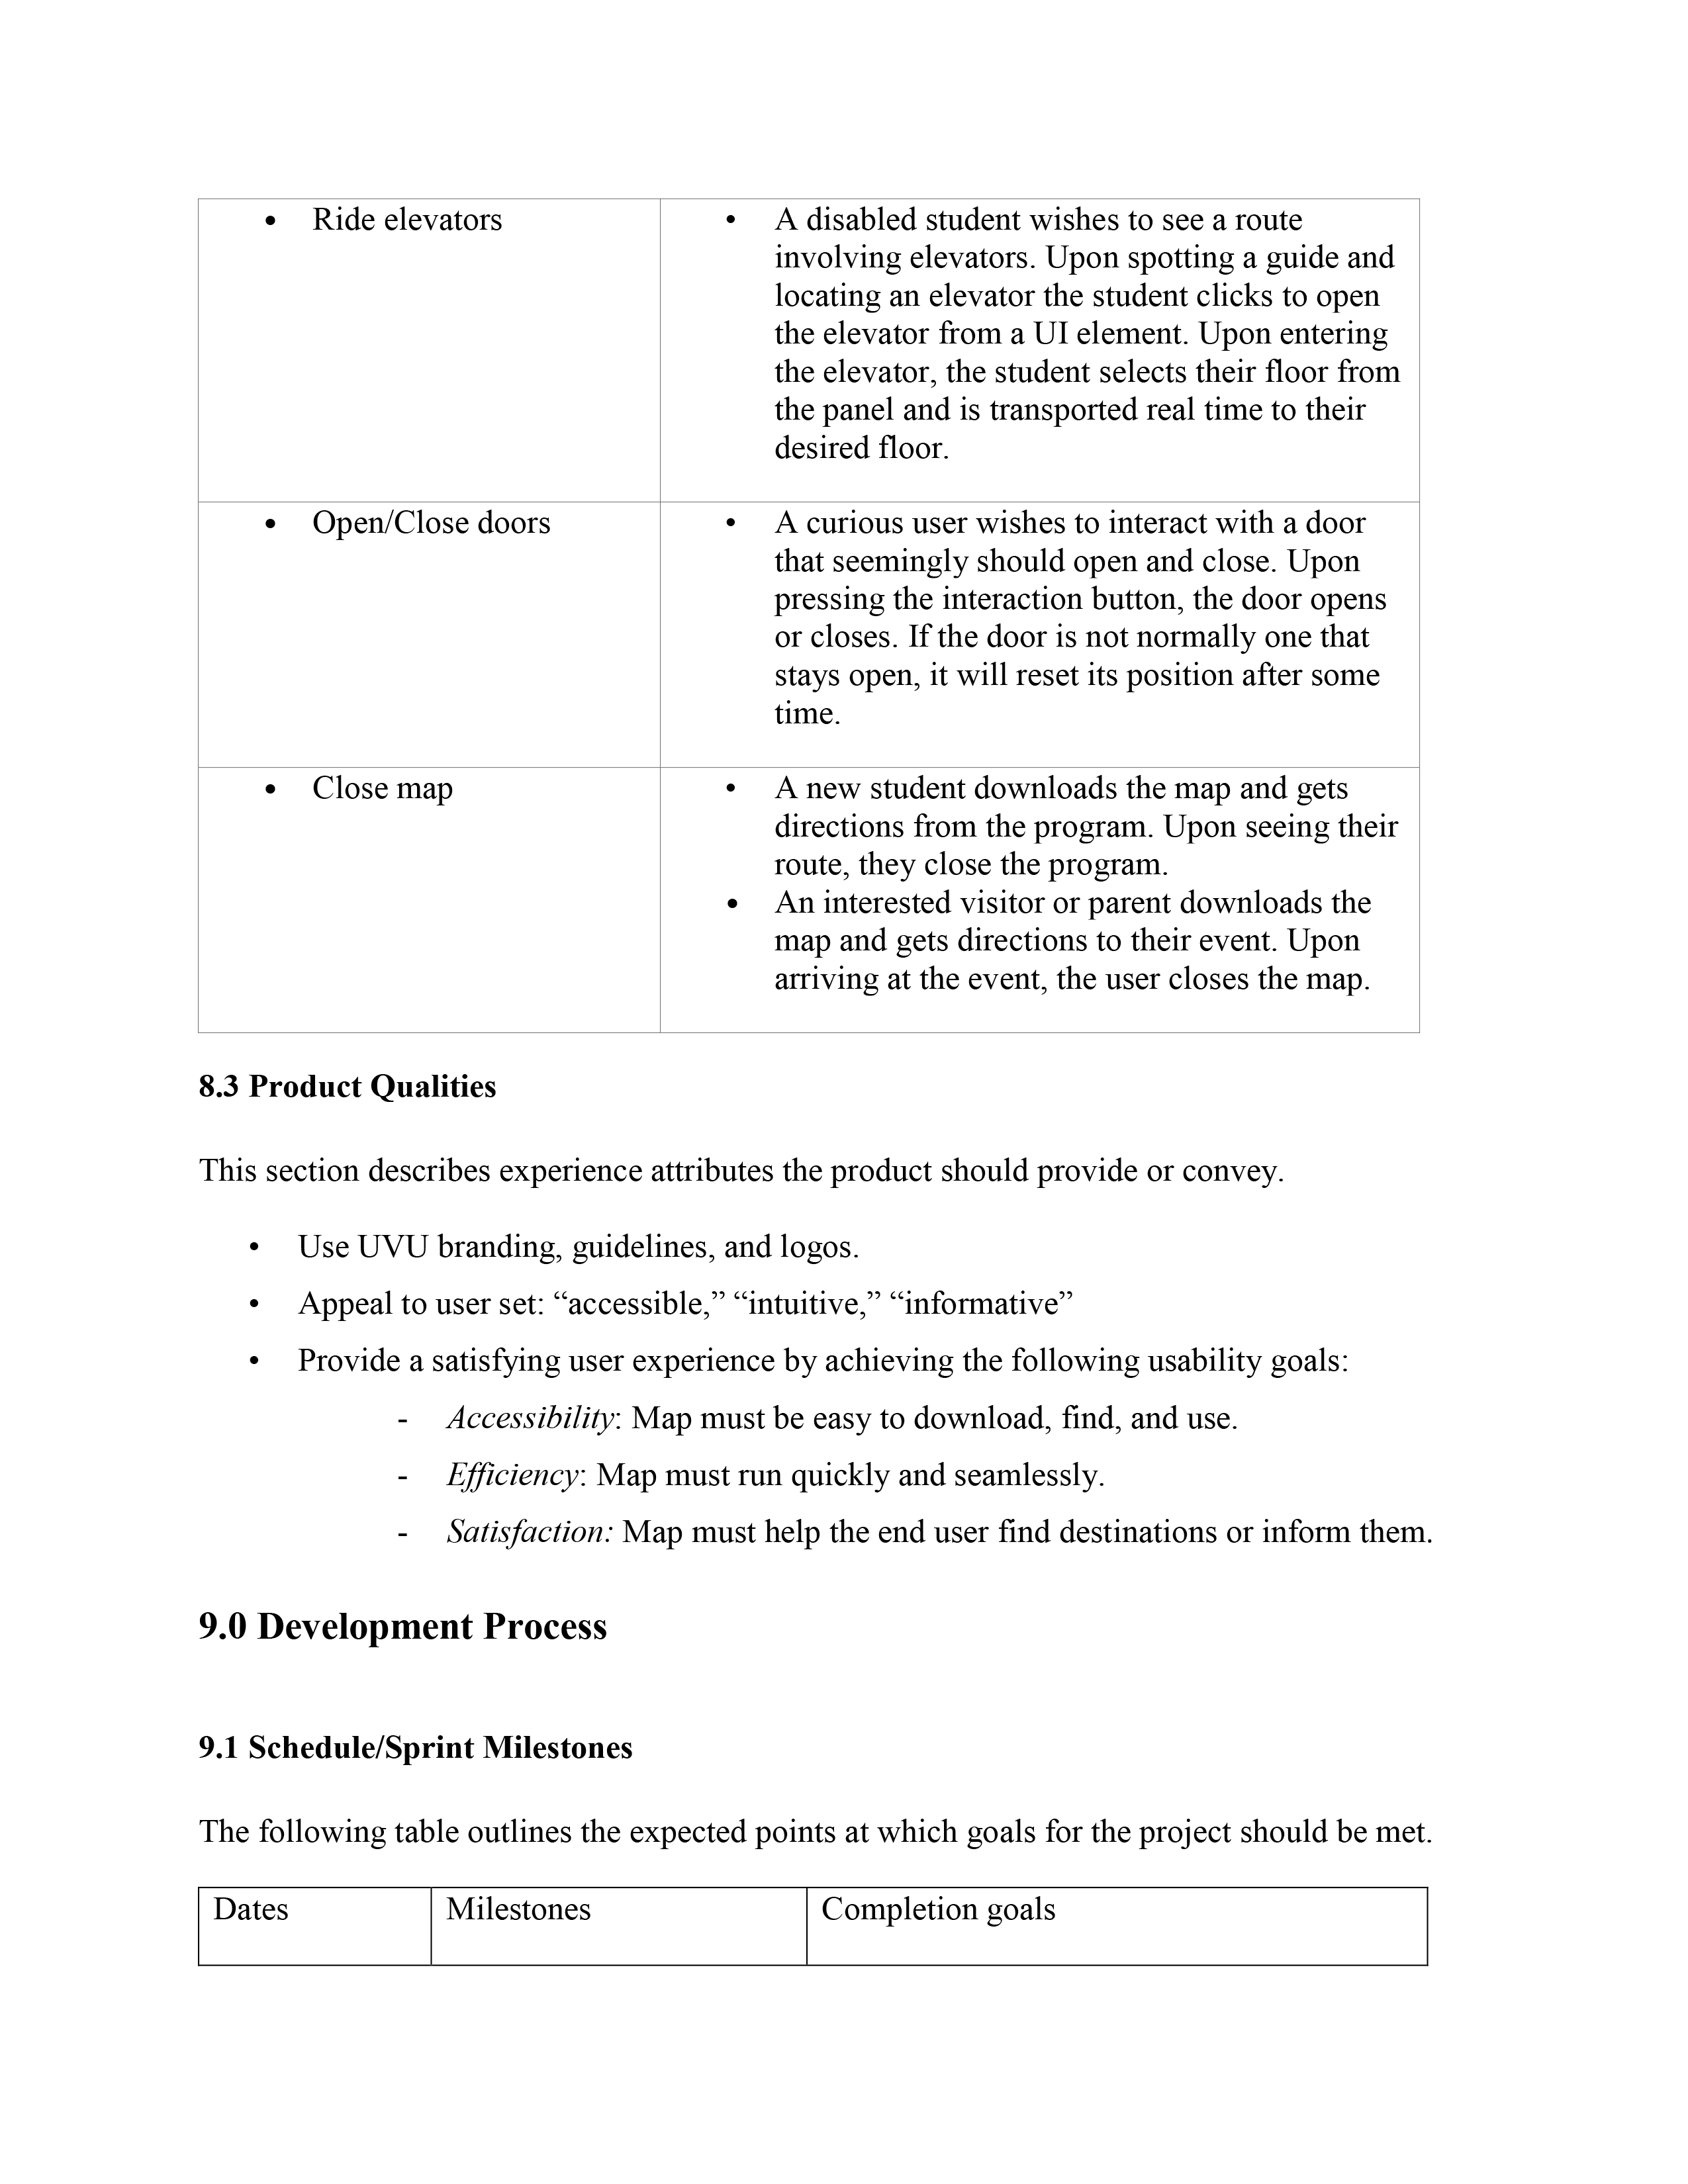 • Ride elevators
• A disabled student wishes to see a route
involving elevators. Upon spotting a guide and
locating an elevator the student clicks to open
the elevator from a UI element. Upon entering
the elevator, the student selects their floor from
the panel and is transported real time to their
desired floor.
• Open/Close doors
• A curious user wishes to interact with a door
that seemingly should open and close. Upon
pressing the interaction button, the door opens
or closes. If the door is not normally one that
stays open, it will reset its position after some
time.
• Close map
• A new student downloads the map and gets
directions from the program. Upon seeing their
route, they close the program.
• An interested visitor or parent downloads the
map and gets directions to their event. Upon
arriving at the event, the user closes the map.
8.3 Product Qualities
This section describes experience attributes the product should provide or convey.
• Use UVU branding, guidelines, and logos.
• Appeal to user set: “accessible,” “intuitive,” “informative”
• Provide a satisfying user experience by achieving the following usability goals:
- Accessibility: Map must be easy to download, find, and use.
- Efficiency: Map must run quickly and seamlessly.
- Satisfaction: Map must help the end user find destinations or inform them.
9.0 Development Process
9.1 Schedule/Sprint Milestones
The following table outlines the expected points at which goals for the project should be met.
Dates
Milestones
Completion goals